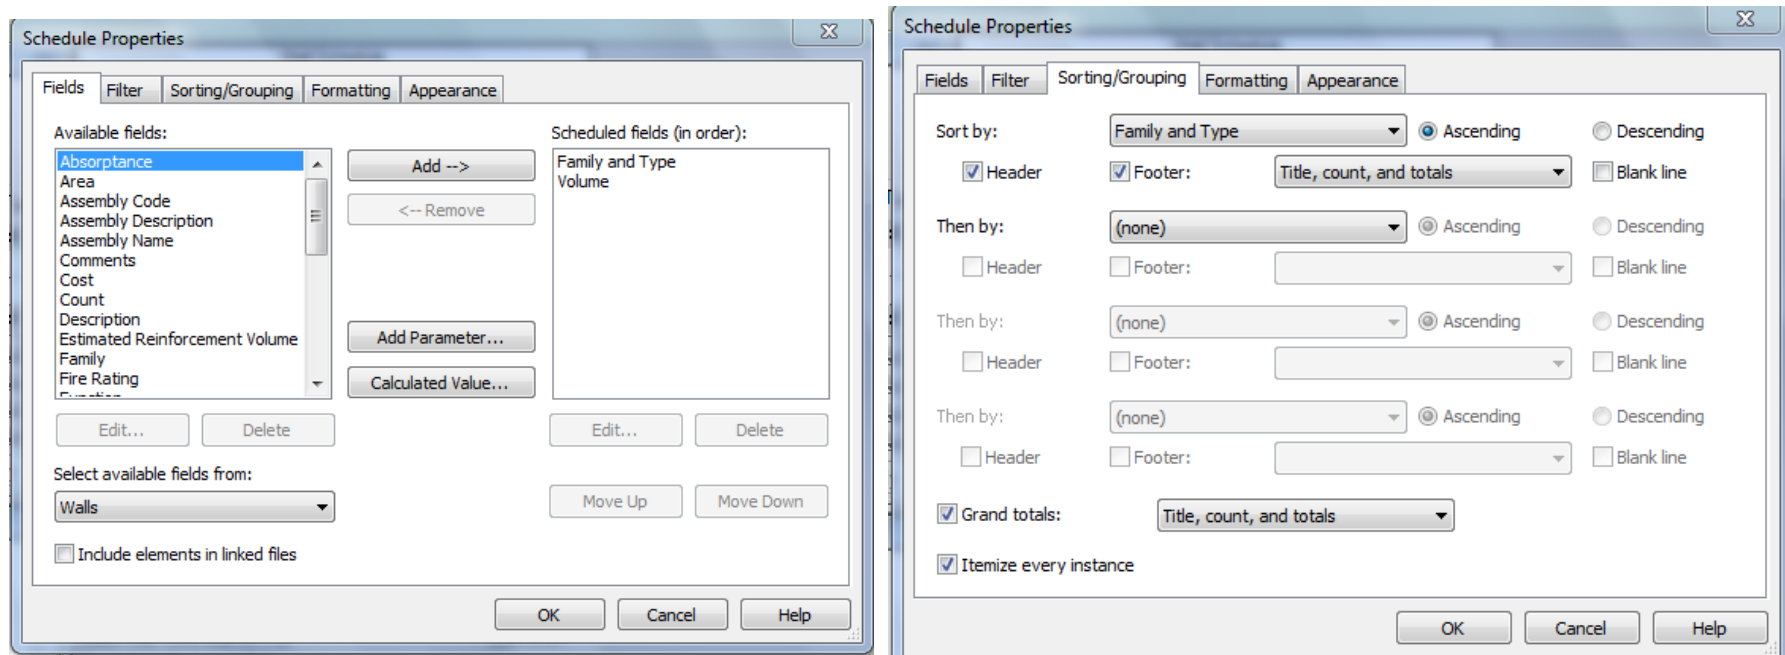 Schedule Properties
Fields Filter Sorting/Grouping Formatting Appearance
Available fields:
Absorptance
Area
Assembly Code
Assembly Description
Assembly Name
Comments
Cost
Count
Description
Estimated Reinforcement Volume
Family
Fire Rating
Add -->
<-- Remove
Add Parameter...
Calculated Value...
Scheduled fields (in order):
Family and Type
Volume
Edit... Delete
Edit... Delete
Select available fields from:
Walls
Move Up Move Down
Include elements in linked files
OK Cancel Help
Schedule Properties
Fields Filter Sorting/Grouping Formatting Appearance
Sort by: Family and Type Ascending Descending
Header Footer: Title, count, and totals Blank line
Then by: (none) Ascending Descending
Header Footer: Blank line
Then by: (none) Ascending Descending
Header Footer: Blank line
Then by: (none) Ascending Descending
Header Footer: Blank line
Grand totals: Title, count, and totals
Itemize every instance
OK Cancel Help